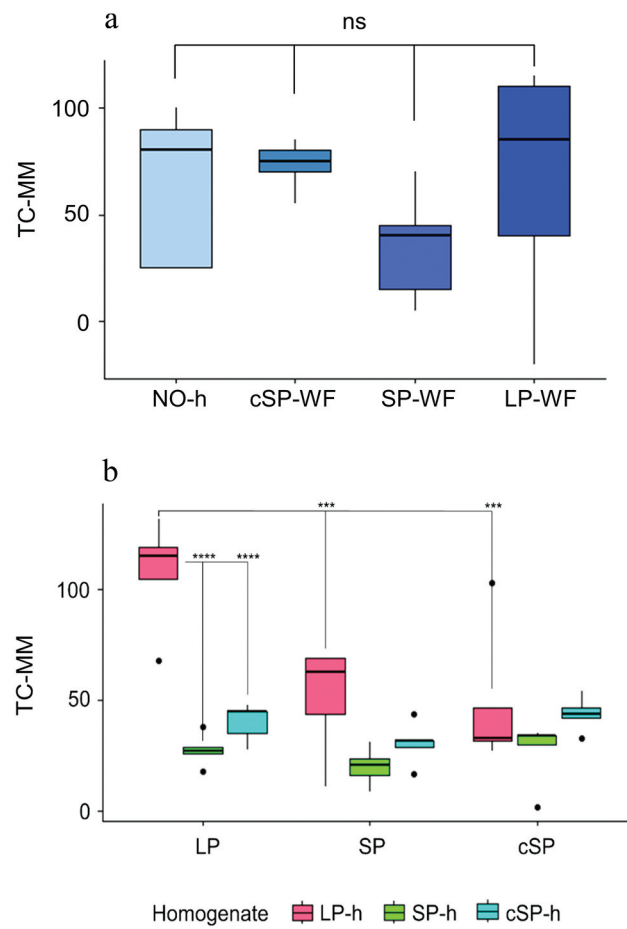 a
ns
TC-MM
100
50
0
NO-h cSP-WF SP-WF LP-WF
b
*** ***
**** ****
TC-MM
100
50
0
LP SP cSP
Homogenate LP-h SP-h cSP-h